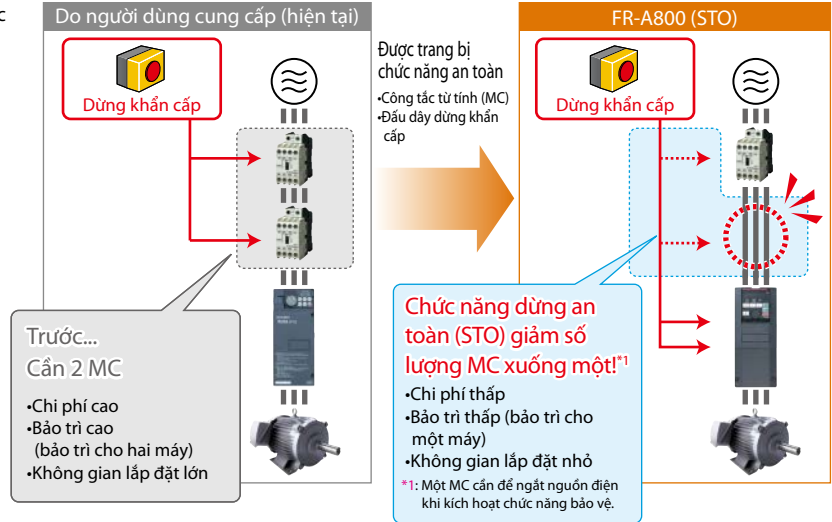 c
Do người dùng cung cấp (hiện tại)
Dừng khẩn cấp
Trước...
Cần 2 MC
•Chi phí cao
•Bảo trì cao
(bảo trì cho hai máy)
•Không gian lắp đặt lớn
Được trang bị
chức năng an toàn
•Công tắc từ tính (MC)
•Đấu dây dừng khẩn
cấp
FR-A800 (STO)
Dừng khẩn cấp
Chức năng dừng an
toàn (STO) giảm số
lượng MC xuống một!*1
•Chi phí thấp
•Bảo trì thấp (bảo trì cho
một máy)
•Không gian lắp đặt nhỏ
*1: Một MC cần để ngắt nguồn điện
khi kích hoạt chức năng bảo vệ.